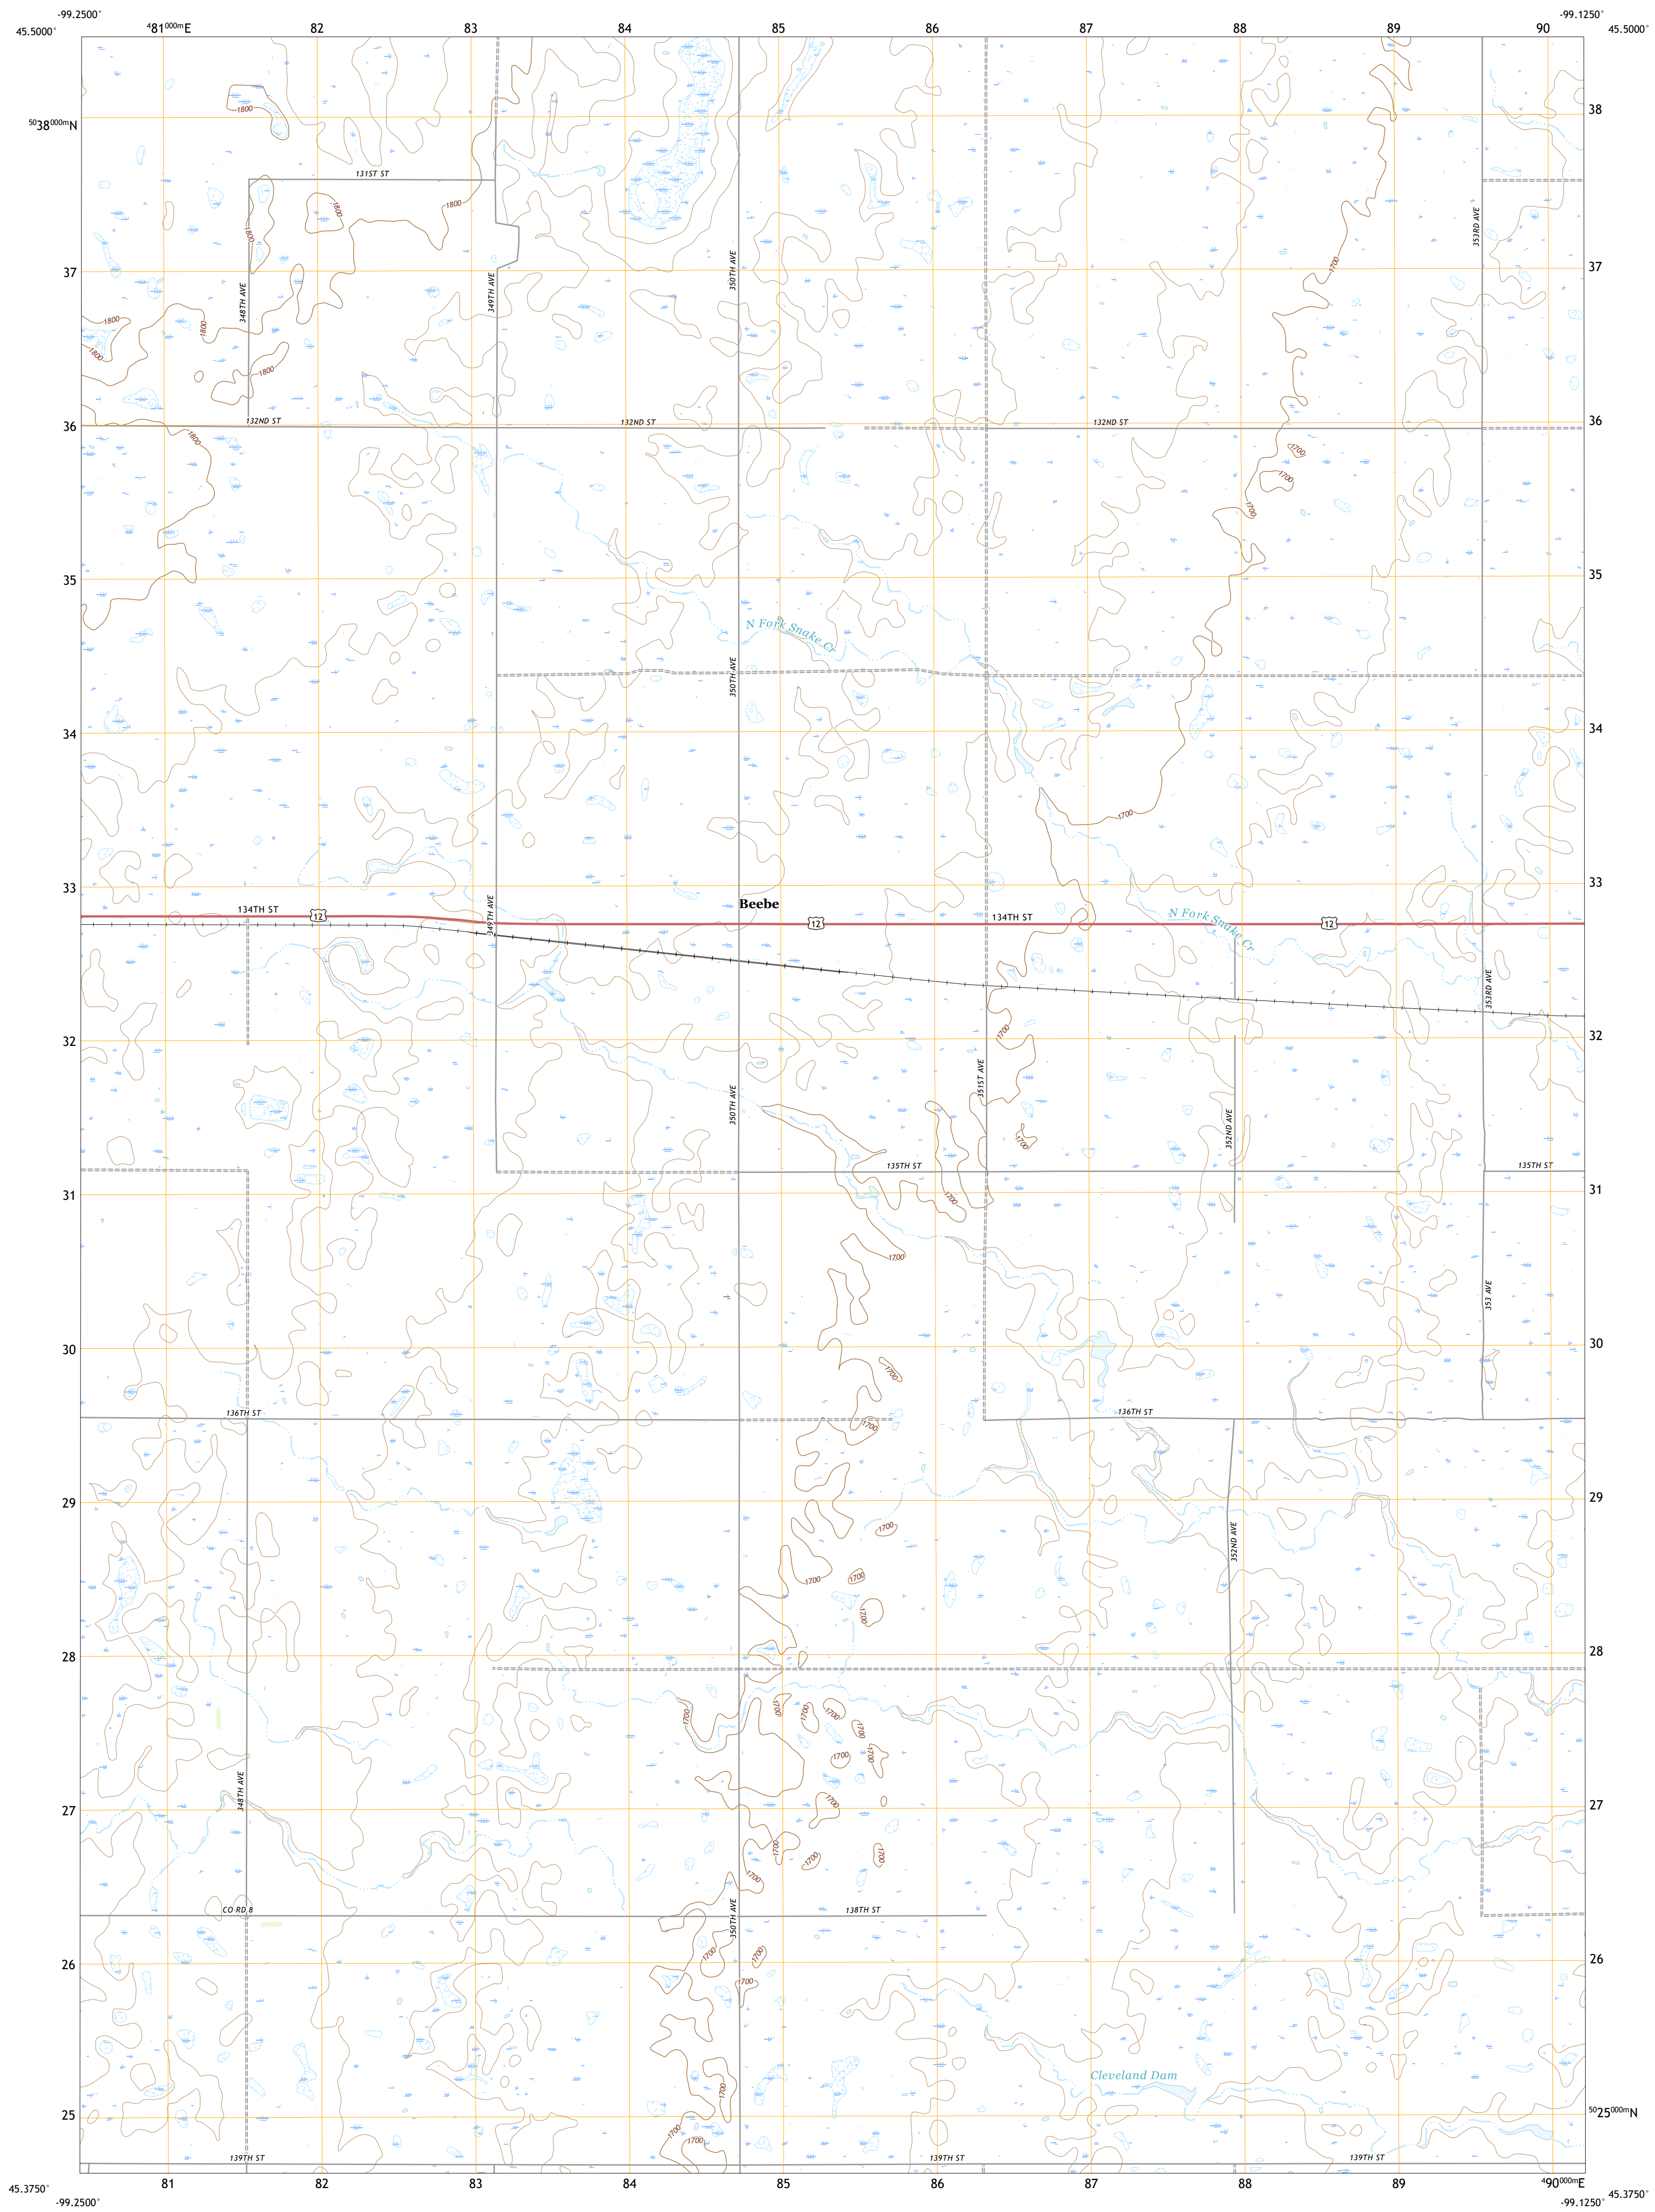 -99.2500° 481000mE 82 83 84 85 86 87 88 89 90 -99.1250°
45.5000° 45.5000°
5038000mN 38
1800
1800
131ST ST
1800
1800
1800
353RD AVE
350TH AVE
37 37
1700
349TH AVE
348TH AVE
1800
1800
1800
1800
36 132ND ST 132ND ST 132ND ST 36
1800
1700
1700
1700
35 35
N Fork Snake Cr
350TH AVE
34 34
1700
33 33
Beebe
134TH ST 12 12 134TH ST 12
N Fork Snake Cr
349TH AVE
353RD AVE
32 1700 32
351ST AVE
350TH AVE
352ND AVE
1700
135TH ST 135TH ST
31 1700 31
1700
353 AVE
30 30
1700
136TH ST 136TH ST
1700
29 29
1700
352ND AVE
1700
1700
1700
28 28
1700
1700
1700
1700
1700
1700
1700
348TH AVE
27 1700 27
1700
1700
1700
1700
CO RD 8 350TH AVE 138TH ST
1700
1700
26 26
1700
Cleveland Dam
1700
25 5025000mN
1700
1700
139TH ST 139TH ST 139TH ST
81 82 83 84 85 86 87 88 89 490000mE
45.3750° 45.3750°
-99.2500° -99.1250°